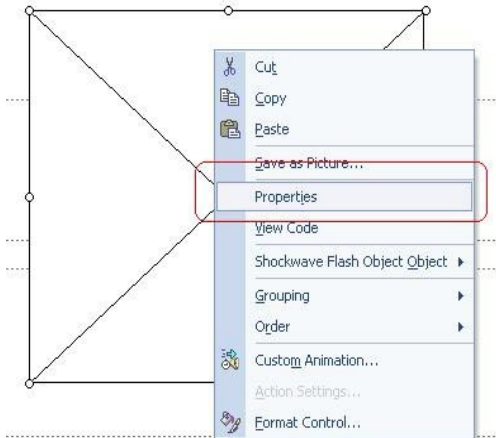 Cut
Copy
Paste
Save as Picture...
Properties
View Code
Shockwave Flash Object Object
Grouping
Order
Custom Animation...
Action Settings...
Format Control...